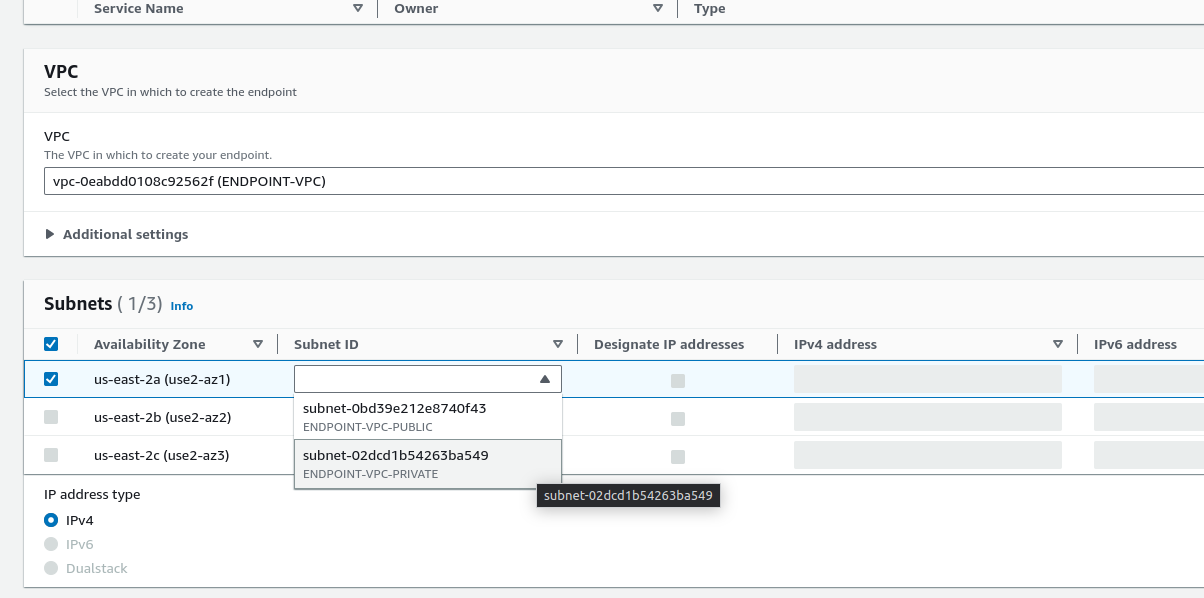 Service Name Owner Type
VPC
Select the VPC in which to create the endpoint
VPC
The VPC in which to create your endpoint.
vpc-0eabdd0108c92562f (ENDPOINT-VPC)
Additional settings
Subnets ( 1/3) Info
Availability Zone Subnet ID Designate IP addresses IPv4 address IPv6 address
us-east-2a (use2-az1)
subnet-0bd39e212e8740f43
us-east-2b (use2-az2)
ENDPOINT-VPC-PUBLIC
us-east-2c (use2-az3) subnet-02dcd1b54263ba549
ENDPOINT-VPC-PRIVATE
subnet-02dcd1b54263ba549
IP address type
IPv4
IPv6
Dualstack